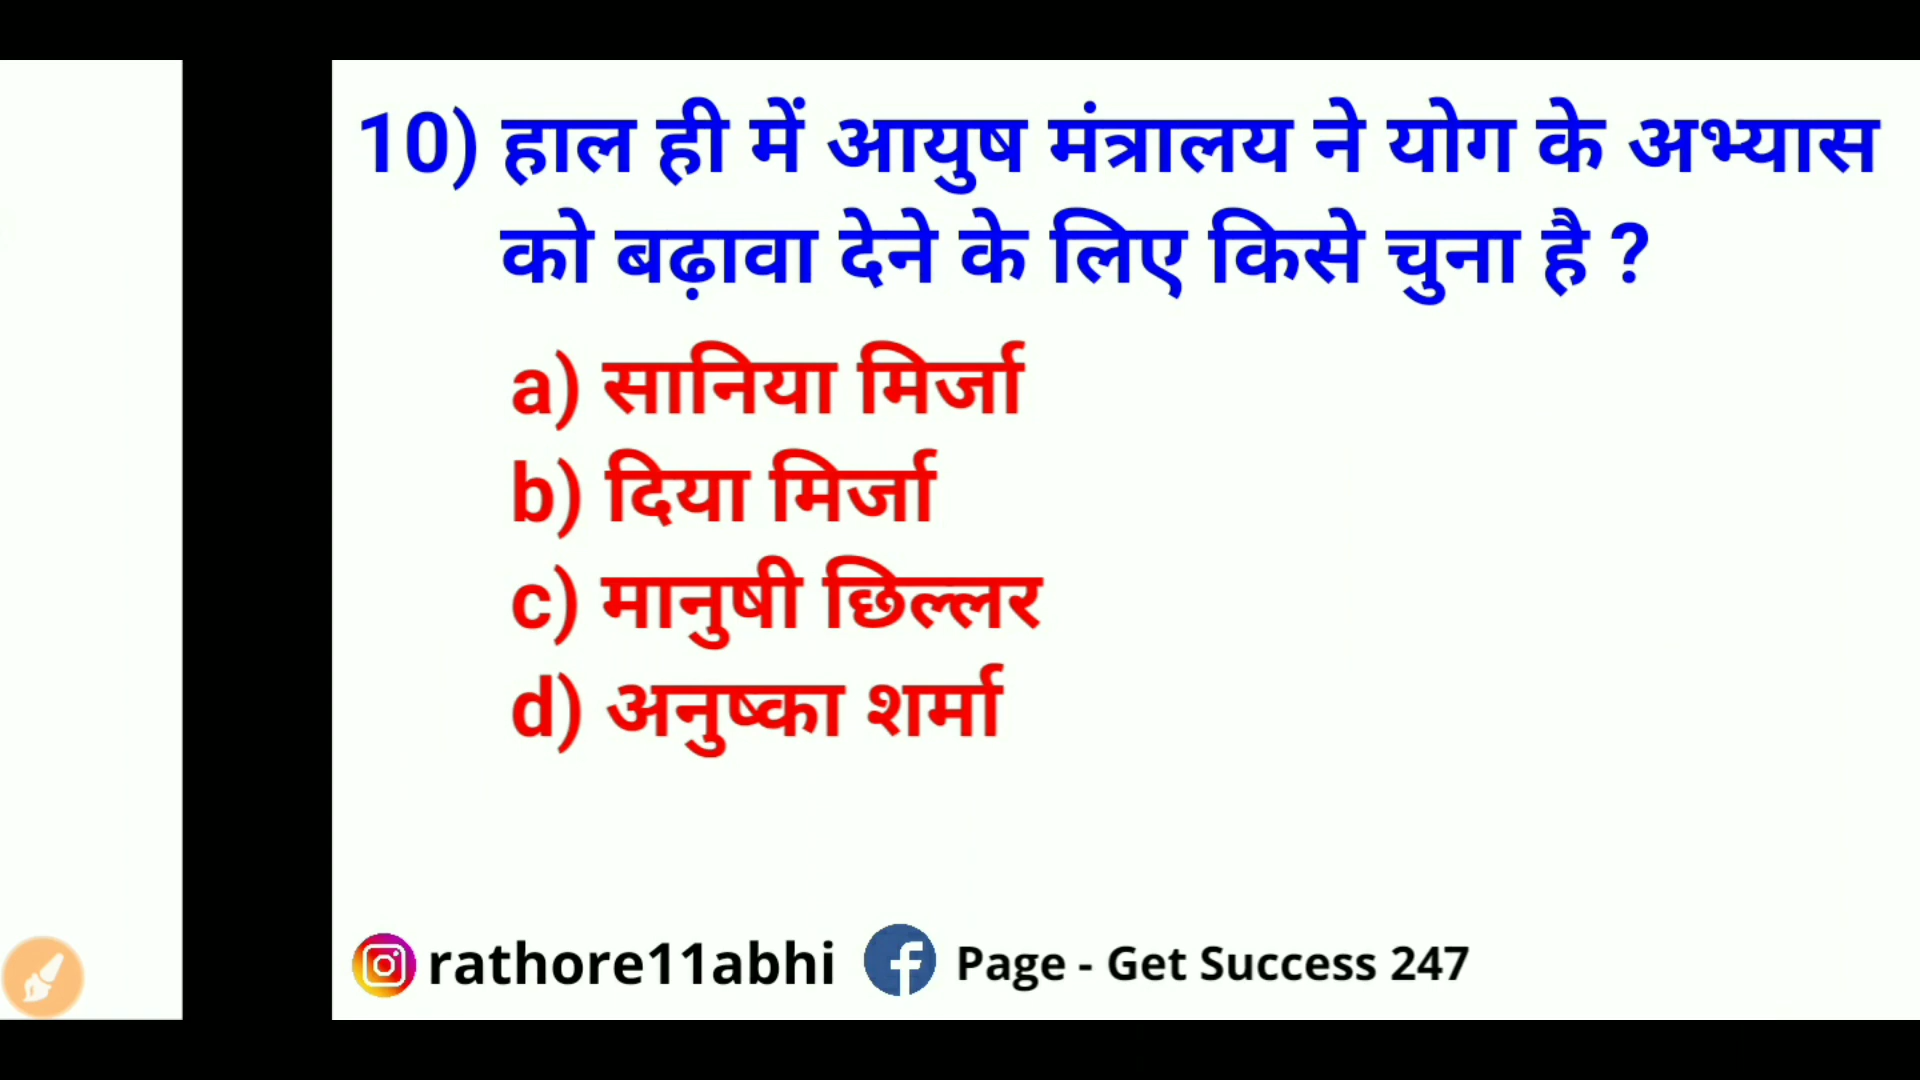 10) हाल ही में आयुष मंत्रालय ने योग के अभ्यास
को बढ़ावा देने के लिए किसे चुना है ?
a) सानिया मिर्जा
b) दिया मिर्जा
c) मानुषी छिल्लर
d) अनुष्का शर्मा
rathore11abhi Page - Get Success 247